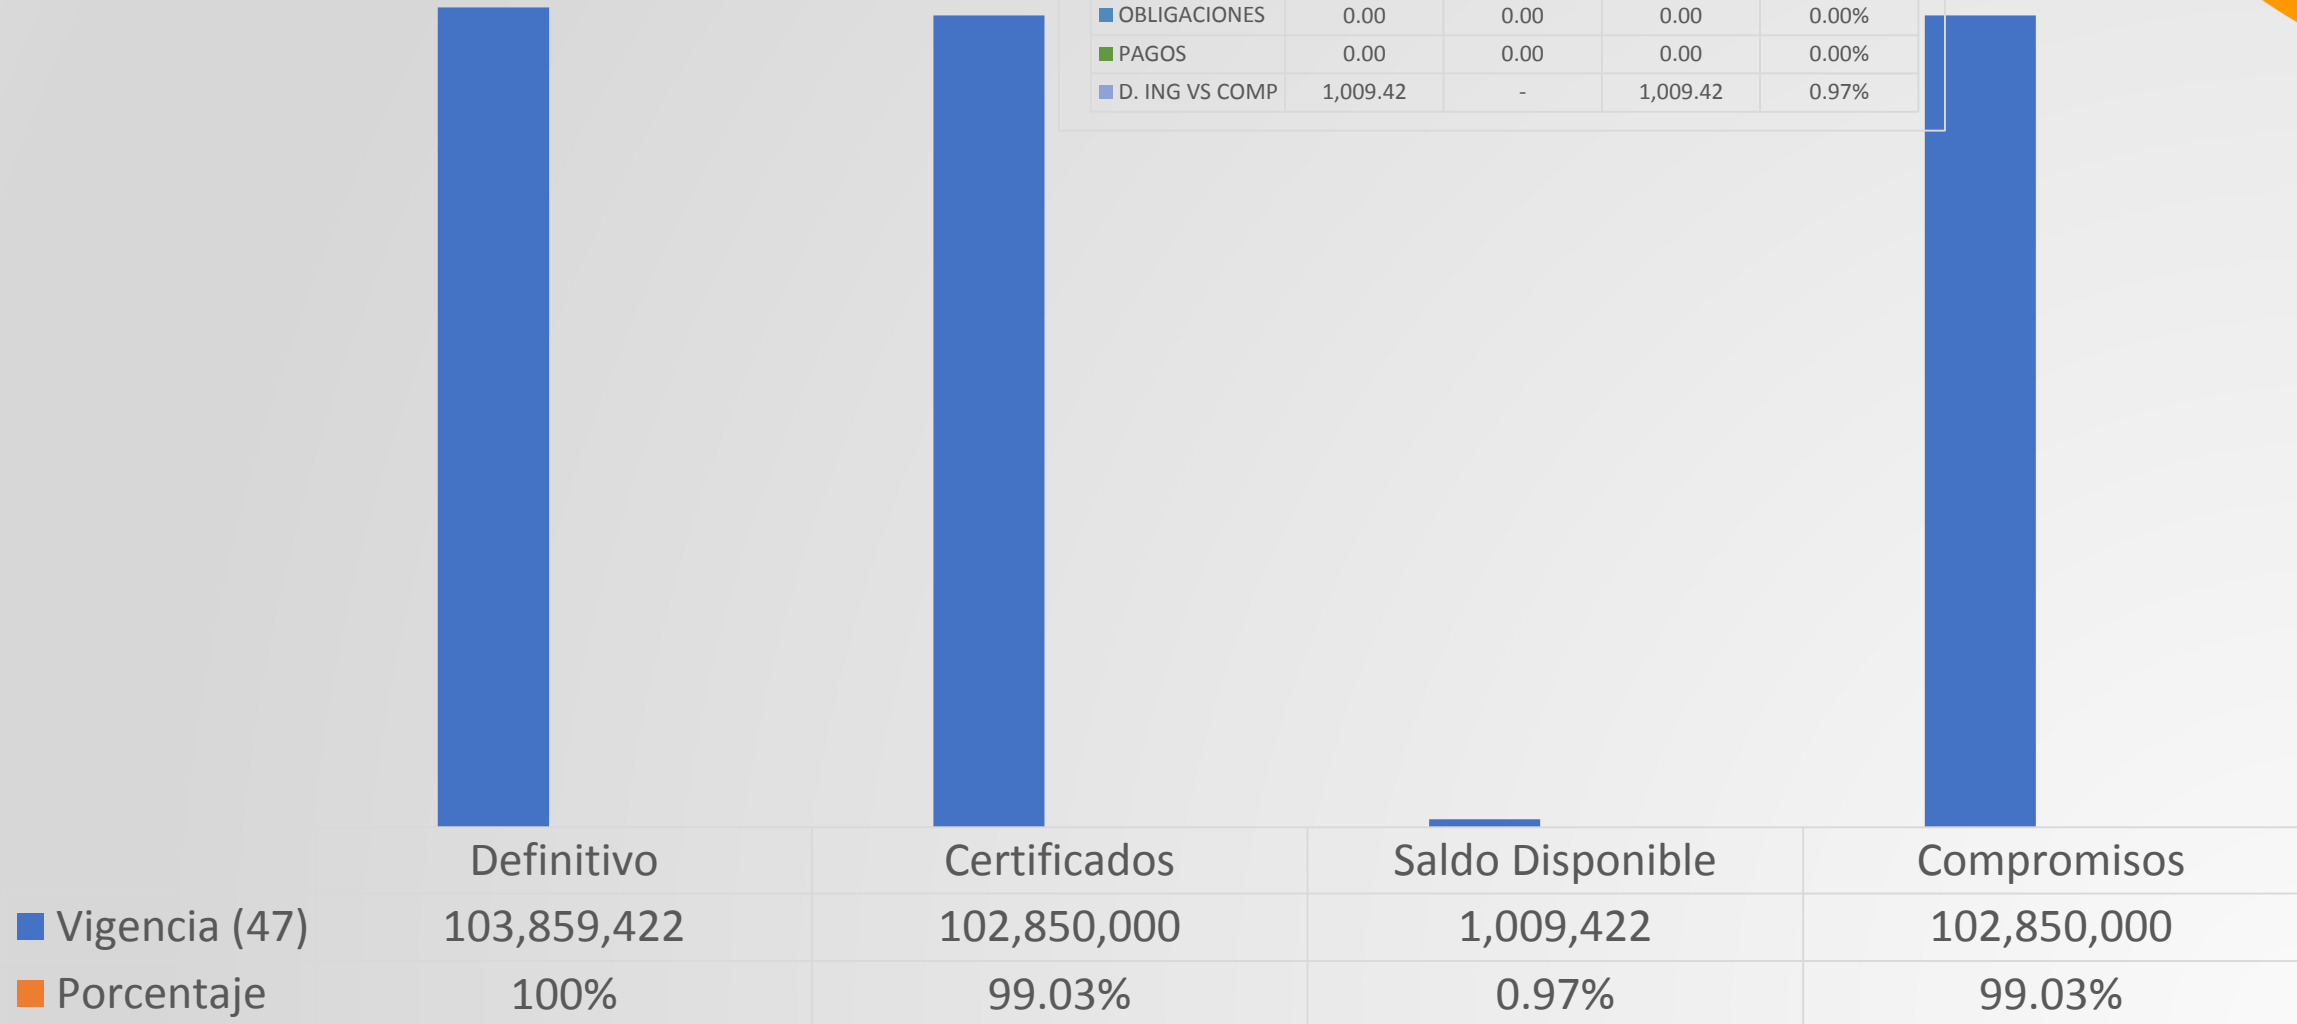 OBLIGACIONES 0.00 0.00 0.00 0.00%
PAGOS 0.00 0.00 0.00 0.00%
D. ING VS COMP 1,009.42 - 1,009.42 0.97%
Definitivo Certificados Saldo Disponible Compromisos
Vigencia (47) 103,859,422 102,850,000 1,009,422 102,850,000
Porcentaje 100% 99.03% 0.97% 99.03%